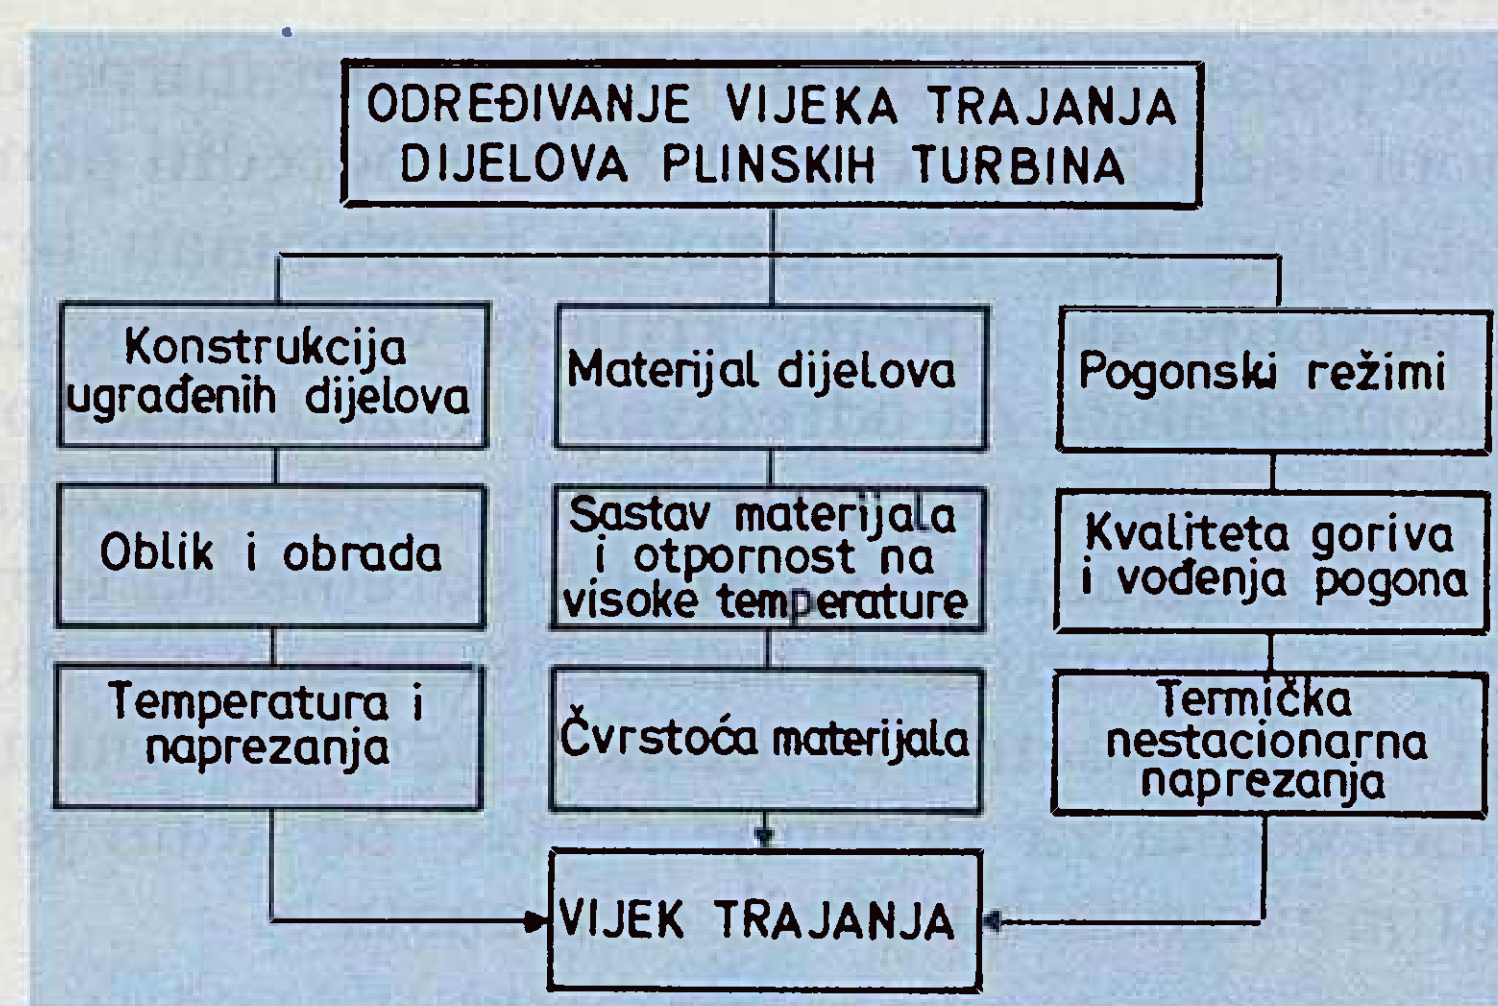 ODREĐIVANJE VIJEKA TRAJANJA
DIJELOVA PLINSKIH TURBINA
Konstrukcija
ugrađenih dijelova
Materijal dijelova
Pogonski režimi
Oblik i obrada
Sastav materijala
i otpornost na
visoke temperature
Kvaliteta goriva
i vođenja pogona
Temperatura i
naprezanja
Čvrstoća materijala
Termička
nestacionarna
naprezanja
VIJEK TRAJANJA